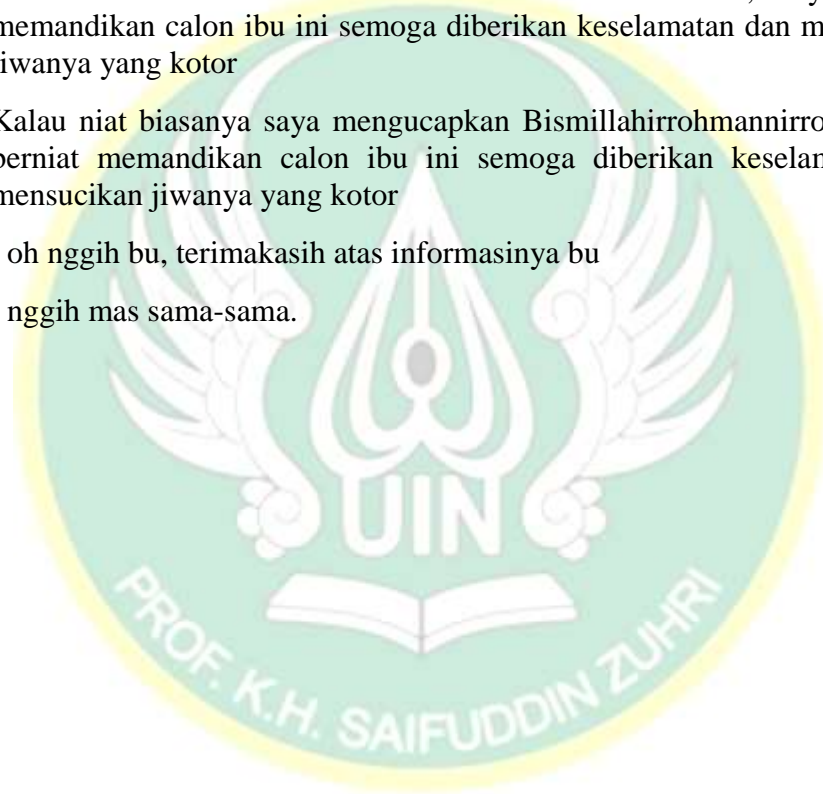 memandikan calon ibu ini semoga diberikan keselamatan dan m
iwanya yang kotor
Kalau niat biasanya saya mengucapkan Bismillahirrohmannirro
berniat memandikan calon ibu ini semoga diberikan keselam
mensucikan jiwanya yang kotor
oh nggih bu, terimakasih atas informasinya bu
nggih mas sama-sama.
UIN
PROF. K.H. SAIFUDDIN ZUHRI